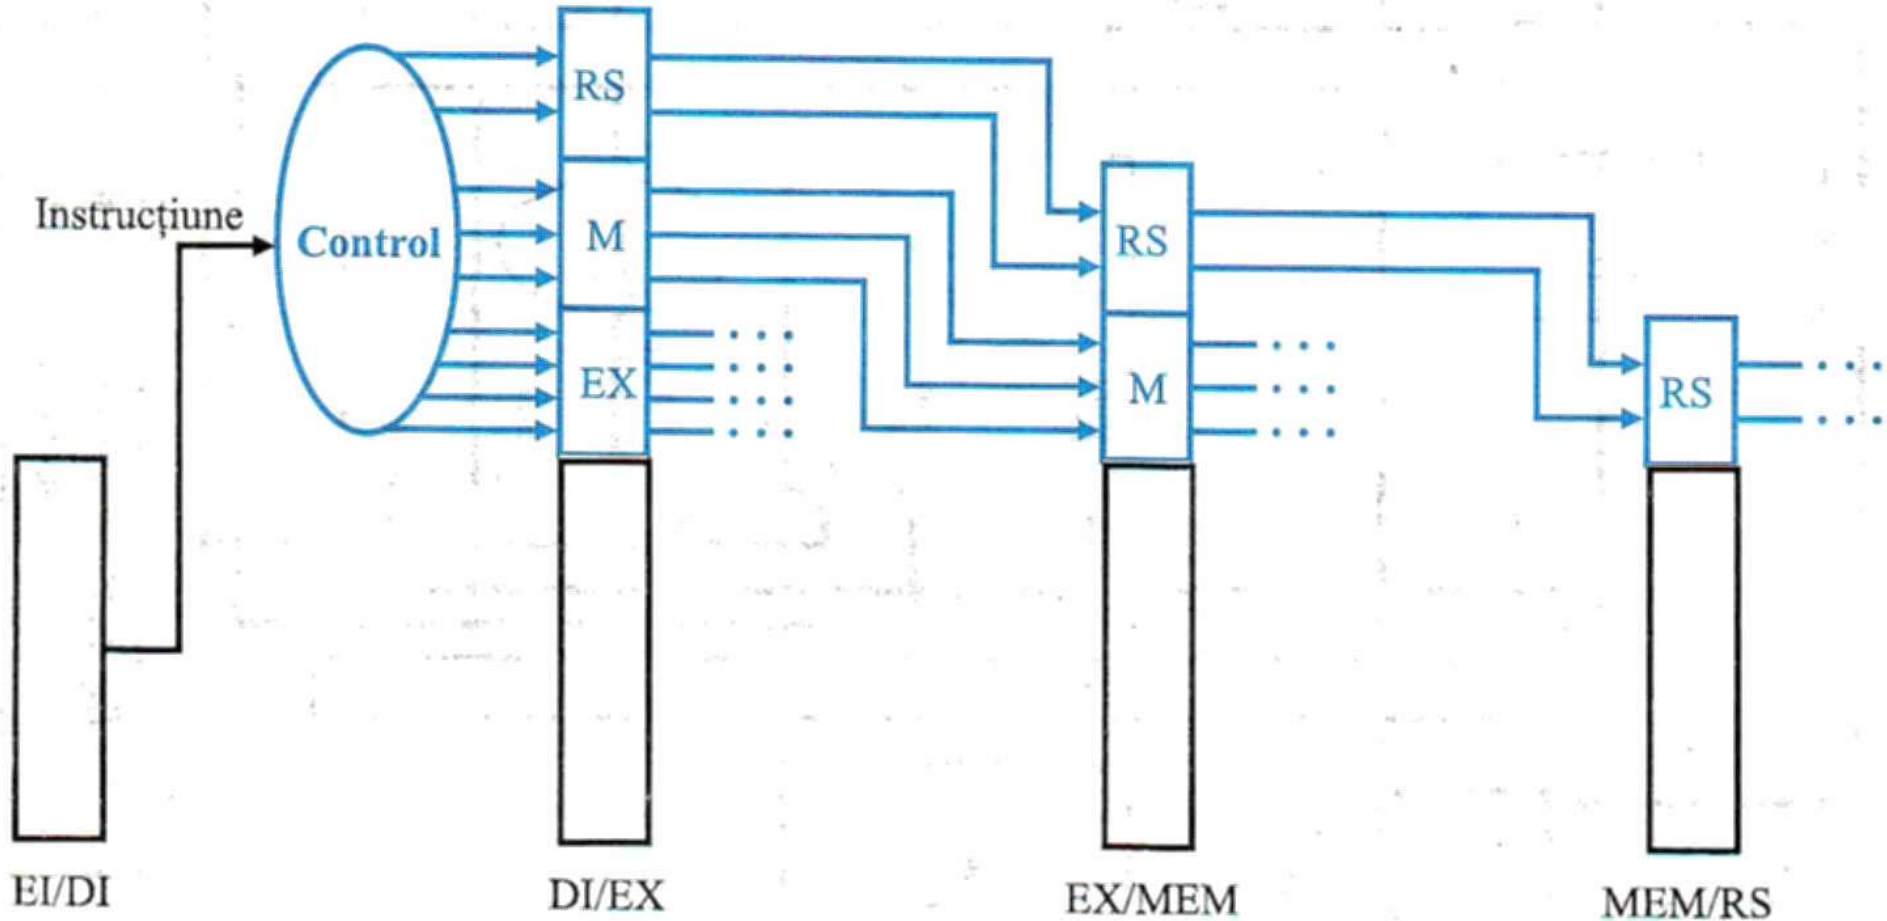 RS
Instrucțiune
Control
M
RS
EX
M
RS
EI/DI
DI/EX
EX/MEM
MEM/RS